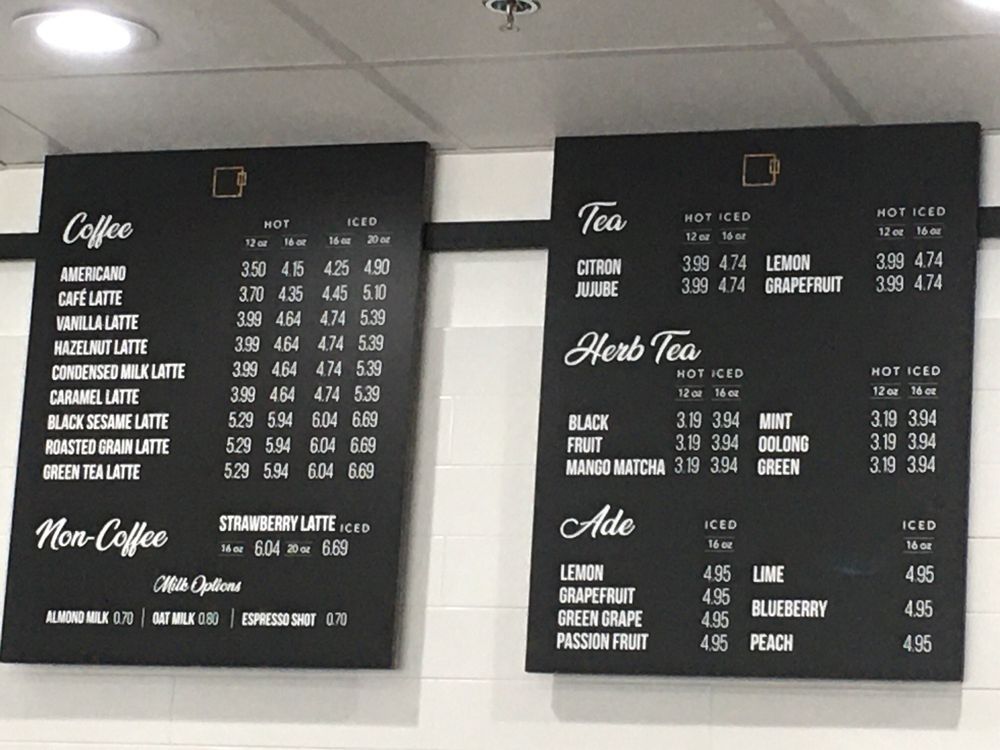 Coffee
HOT ICED
12 oz 16 oz 16 oz 20 oz
AMERICANO 3.50 4.15 4.25 4.90
CAFÉ LATTE 3.70 4.35 4.45 5.10
VANILLA LATTE 3.99 4.64 4.74 5.39
HAZELNUT LATTE 3.99 4.64 4.74 5.39
CONDENSED MILK LATTE 3.99 4.64 4.74 5.39
CARAMEL LATTE 3.99 4.64 4.74 5.39
BLACK SESAME LATTE 5.29 5.94 6.04 6.69
ROASTED GRAIN LATTE 5.29 5.94 6.04 6.69
GREEN TEA LATTE 5.29 5.94 6.04 6.69
Non-Coffee
STRAWBERRY LATTE ICED
16 oz 6.04 20 oz 6.69
Milk Options
ALMOND MILK 0.70 | OAT MILK 0.80 | ESPRESSO SHOT 0.70
Tea
HOT ICED HOT ICED
12 oz 16 oz 12 oz 16 oz
CITRON 3.99 4.74 LEMON 3.99 4.74
JUJUBE 3.99 4.74 GRAPEFRUIT 3.99 4.74
Herb Tea
HOT ICED HOT ICED
12 oz 16 oz 12 oz 16 oz
BLACK 3.19 3.94 MINT 3.19 3.94
FRUIT 3.19 3.94 OOLONG 3.19 3.94
MANGO MATCHA 3.19 3.94 GREEN 3.19 3.94
Ade
ICED ICED
16 oz 16 oz
LEMON 4.95 LIME 4.95
GRAPEFRUIT 4.95
GREEN GRAPE 4.95 BLUEBERRY 4.95
PASSION FRUIT 4.95 PEACH 4.95